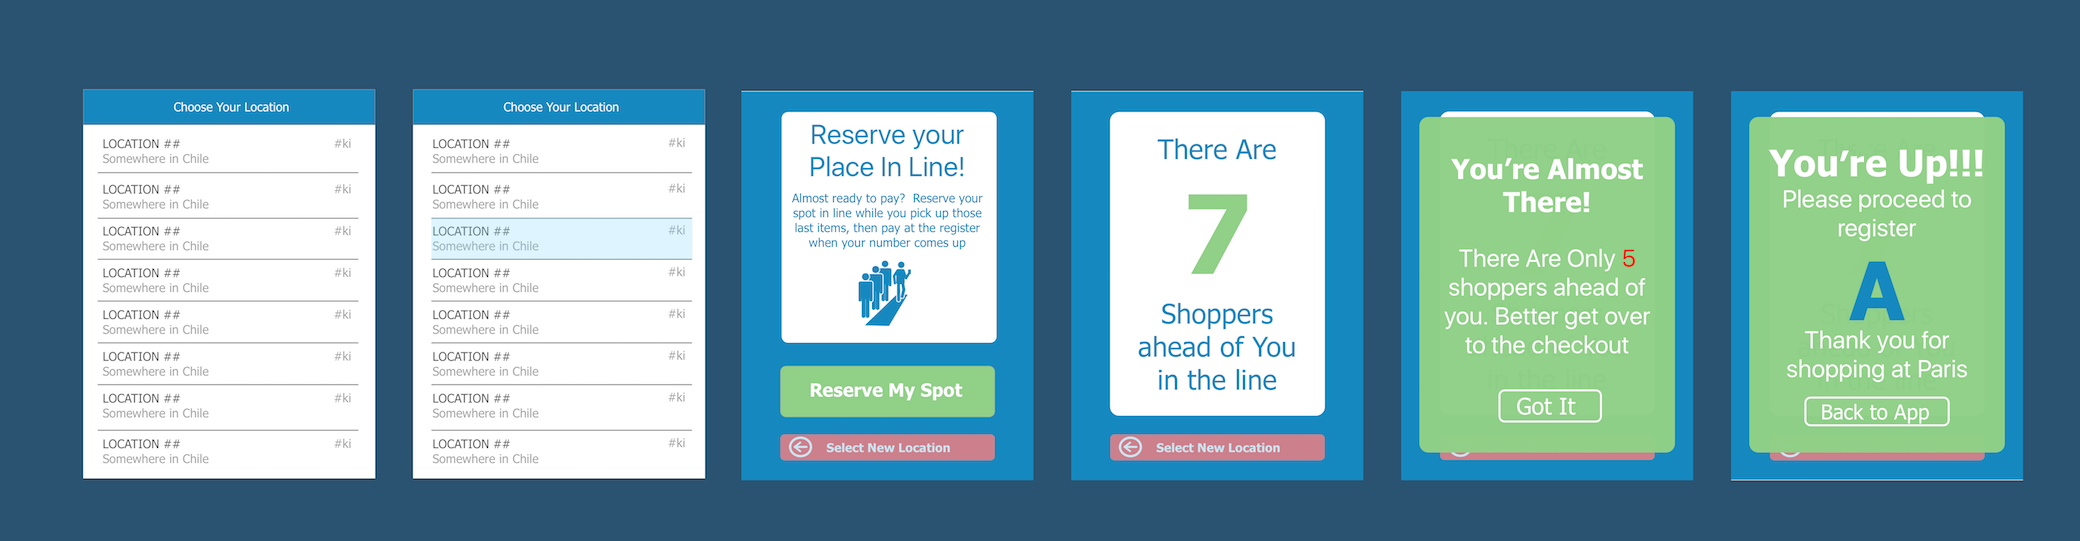 Choose Your Location
LOCATION ## #ki
Somewhere in Chile
LOCATION ## #ki
Somewhere in Chile
LOCATION ## #ki
Somewhere in Chile
LOCATION ## #ki
Somewhere in Chile
LOCATION ## #ki
Somewhere in Chile
LOCATION ## #ki
Somewhere in Chile
LOCATION ## #ki
Somewhere in Chile
LOCATION ## #ki
Somewhere in Chile
Choose Your Location
LOCATION ## #ki
Somewhere in Chile
LOCATION ## #ki
Somewhere in Chile
LOCATION ## #ki
Somewhere in Chile
LOCATION ## #ki
Somewhere in Chile
LOCATION ## #ki
Somewhere in Chile
LOCATION ## #ki
Somewhere in Chile
LOCATION ## #ki
Somewhere in Chile
LOCATION ## #ki
Somewhere in Chile
Reserve your
Place In Line!
Almost ready to pay? Reserve your
spot in line while you pick up those
last items, then pay at the register
when your number comes up
Reserve My Spot
Select New Location
There Are
7
Shoppers
ahead of You
in the line
Select New Location
There Are
You’re Almost
There!
There Are Only 5
shoppers ahead of
you. Better get over
to the checkout
in the line
Got It
You’re Up!!!
Please proceed to
register
A
Shoppers
Thank you for
shopping at Paris
Back to App